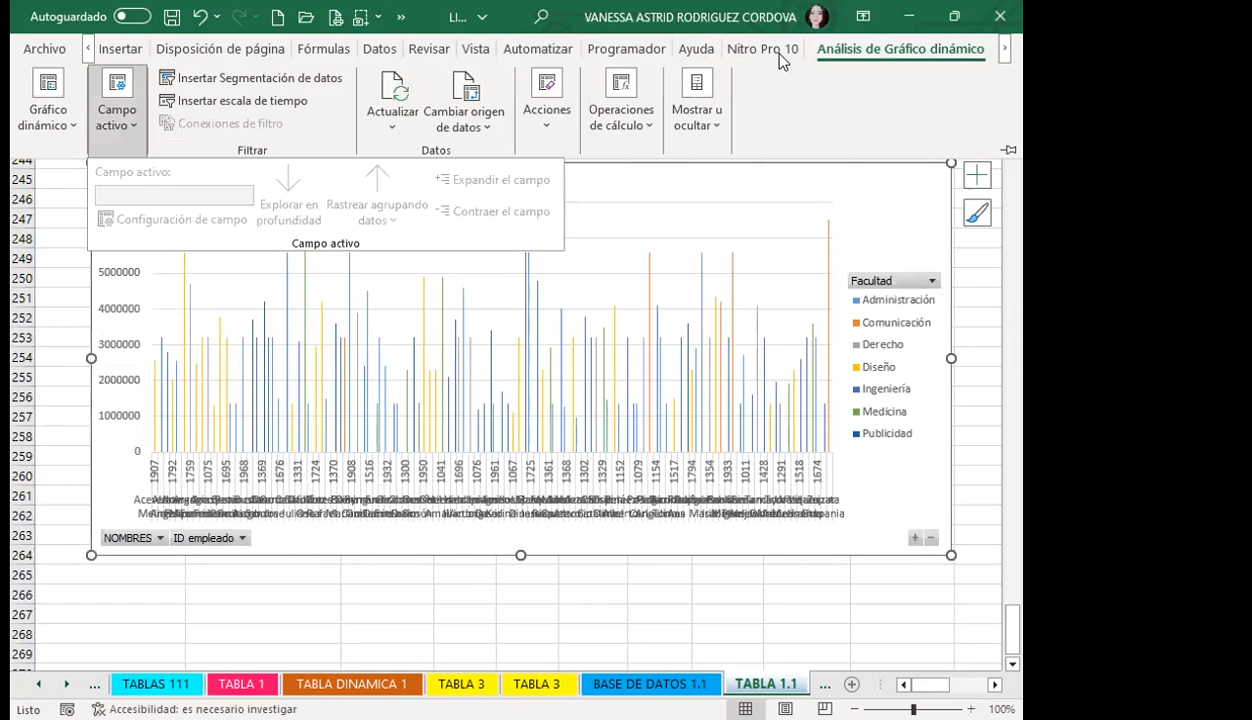 Autoguardado
LI...
VANESSA ASTRID RODRIGUEZ CORDOVA
Archivo
Insertar
Disposición de página
Fórmulas
Datos
Revisar
Vista
Automatizar
Programador
Ayuda
Nitro Pro 10
Análisis de Gráfico dinámico
Gráfico dinámico
Campo activo
Insertar Segmentación de datos
Insertar escala de tiempo
Conexiones de filtro
Filtrar
Actualizar
Cambiar origen de datos
Datos
Acciones
Operaciones de cálculo
Mostrar u ocultar
Campo activo:
Configuración de campo
Explorar en profundidad
Rastrear agrupando datos
Expandir el campo
Contraer el campo
Campo activo
244
245
246
247
248
249
250
251
252
253
254
255
256
257
258
259
260
261
262
263
264
265
266
267
268
5000000
4000000
3000000
2000000
1000000
0
Facultad
Administración
Comunicación
Derecho
Diseño
Ingeniería
Medicina
Publicidad
1907 1792 1759 1075 1695 1968 1869 1676 1331 1724 1370 1908 1516 1932 1300 1950 1041 1696 1076 1961 1067 1725 1361 1368 1302 1329 1152 1079 1154 1517 1794 1354 1933 1011 1428 1291 1518 1674
NOMBRES
ID empleado
...
TABLAS 111
TABLA 1
TABLA DINAMICA 1
TABLA 3
TABLA 3
BASE DE DATOS 1.1
TABLA 1.1
...
Listo
Accesibilidad: es necesario investigar
100%